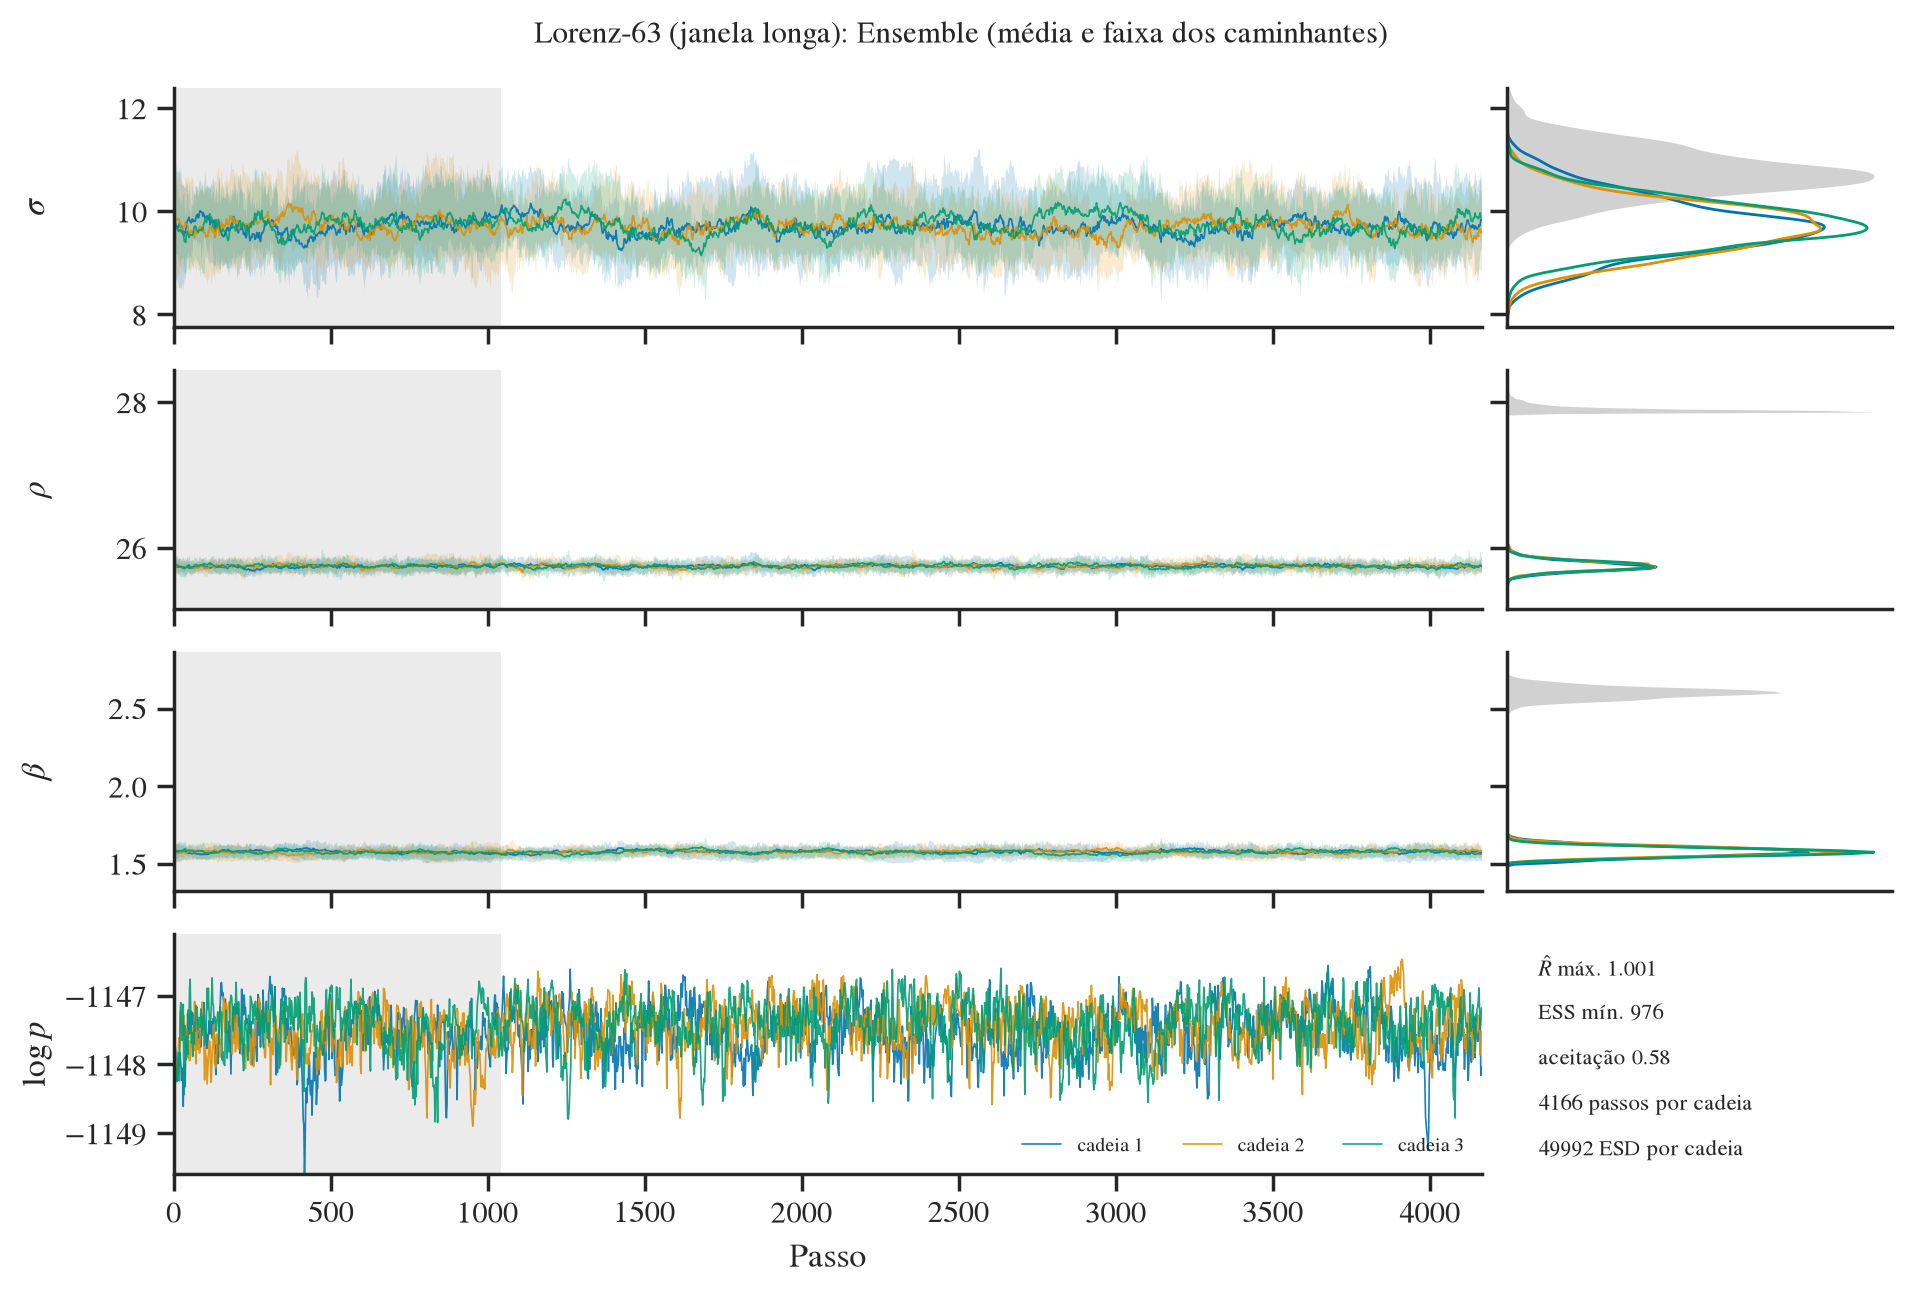 Lorenz-63 (janela longa): Ensemble (média e faixa dos caminhantes)
12
10
8
σ
28
26
ρ
2.5
2.0
1.5
β
−1147
−1148
−1149
log p
cadeia 1
cadeia 2
cadeia 3
0
500
1000
1500
2000
2500
3000
3500
4000
Passo
R̂ máx. 1.001
ESS mín. 976
aceitação 0.58
4166 passos por cadeia
49992 ESD por cadeia